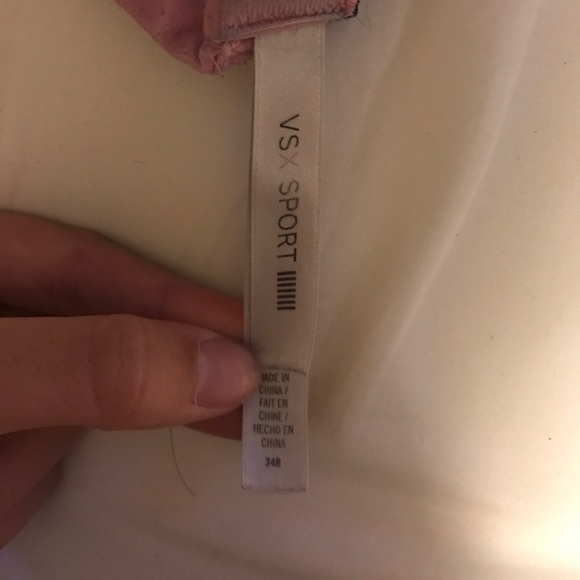 VSX SPORT
MADE IN
CHINA /
FAIT EN
CHINE /
HECHO EN
CHINA
34B